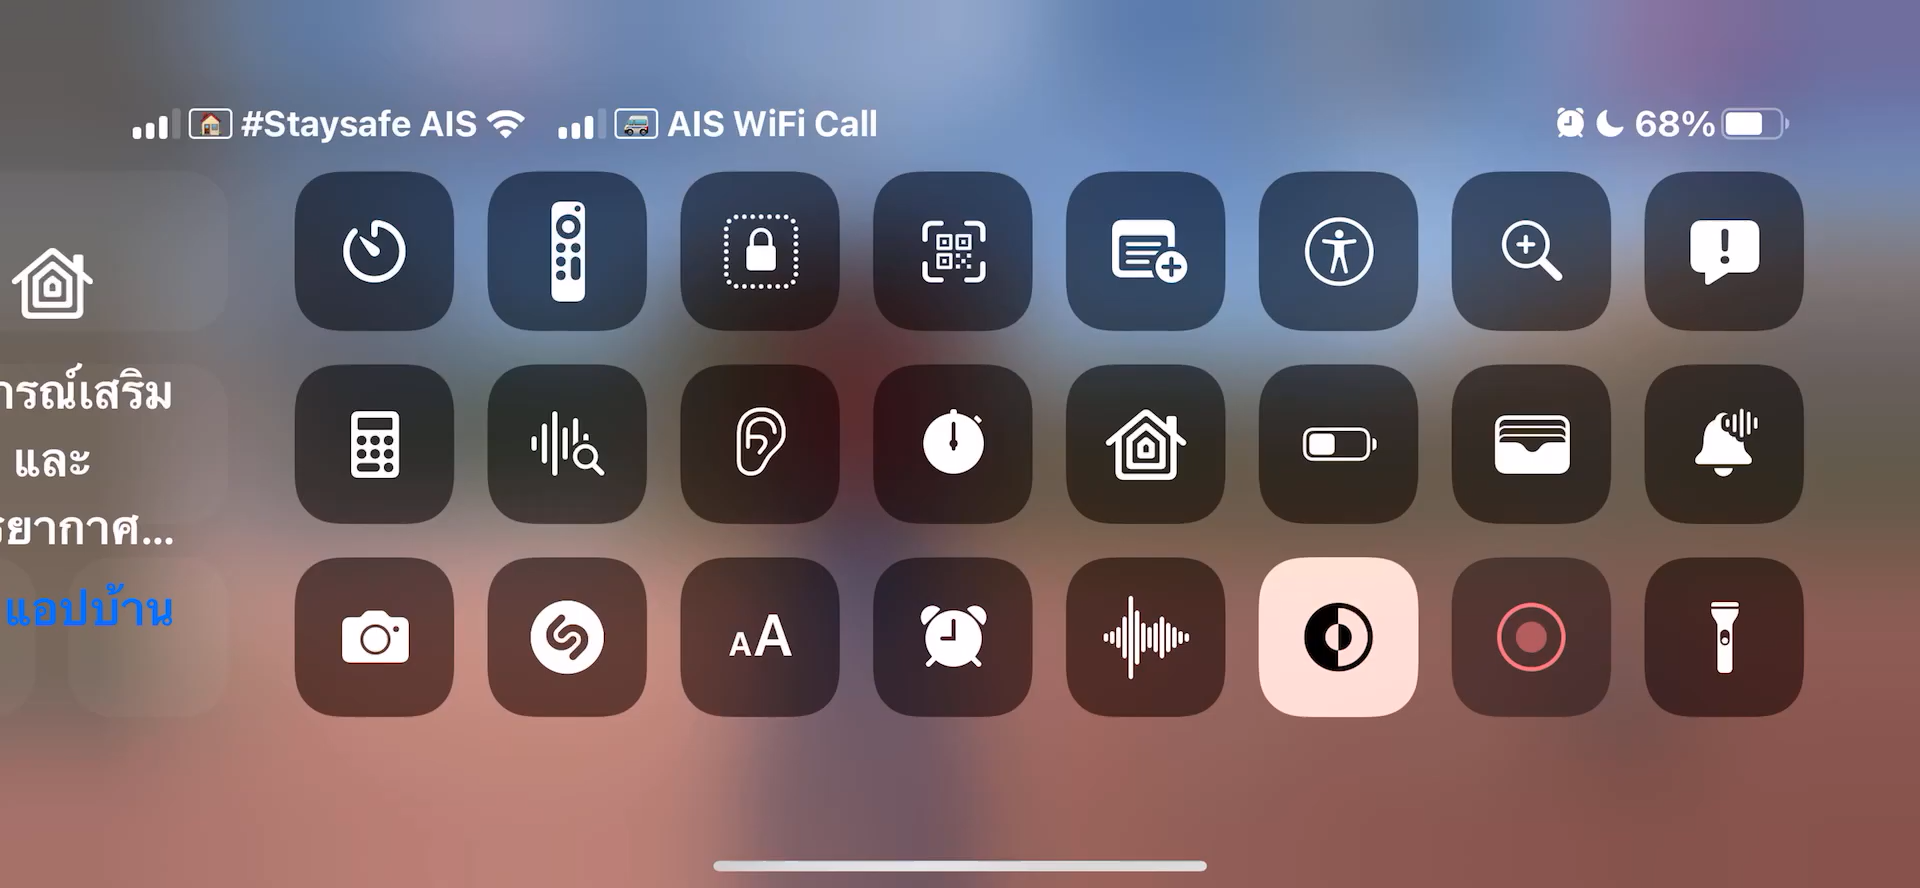 #Staysafe AIS
AIS WiFi Call
68%
รณ์เสริม
และ
ยากาศ...
แอปบ้าน
AA